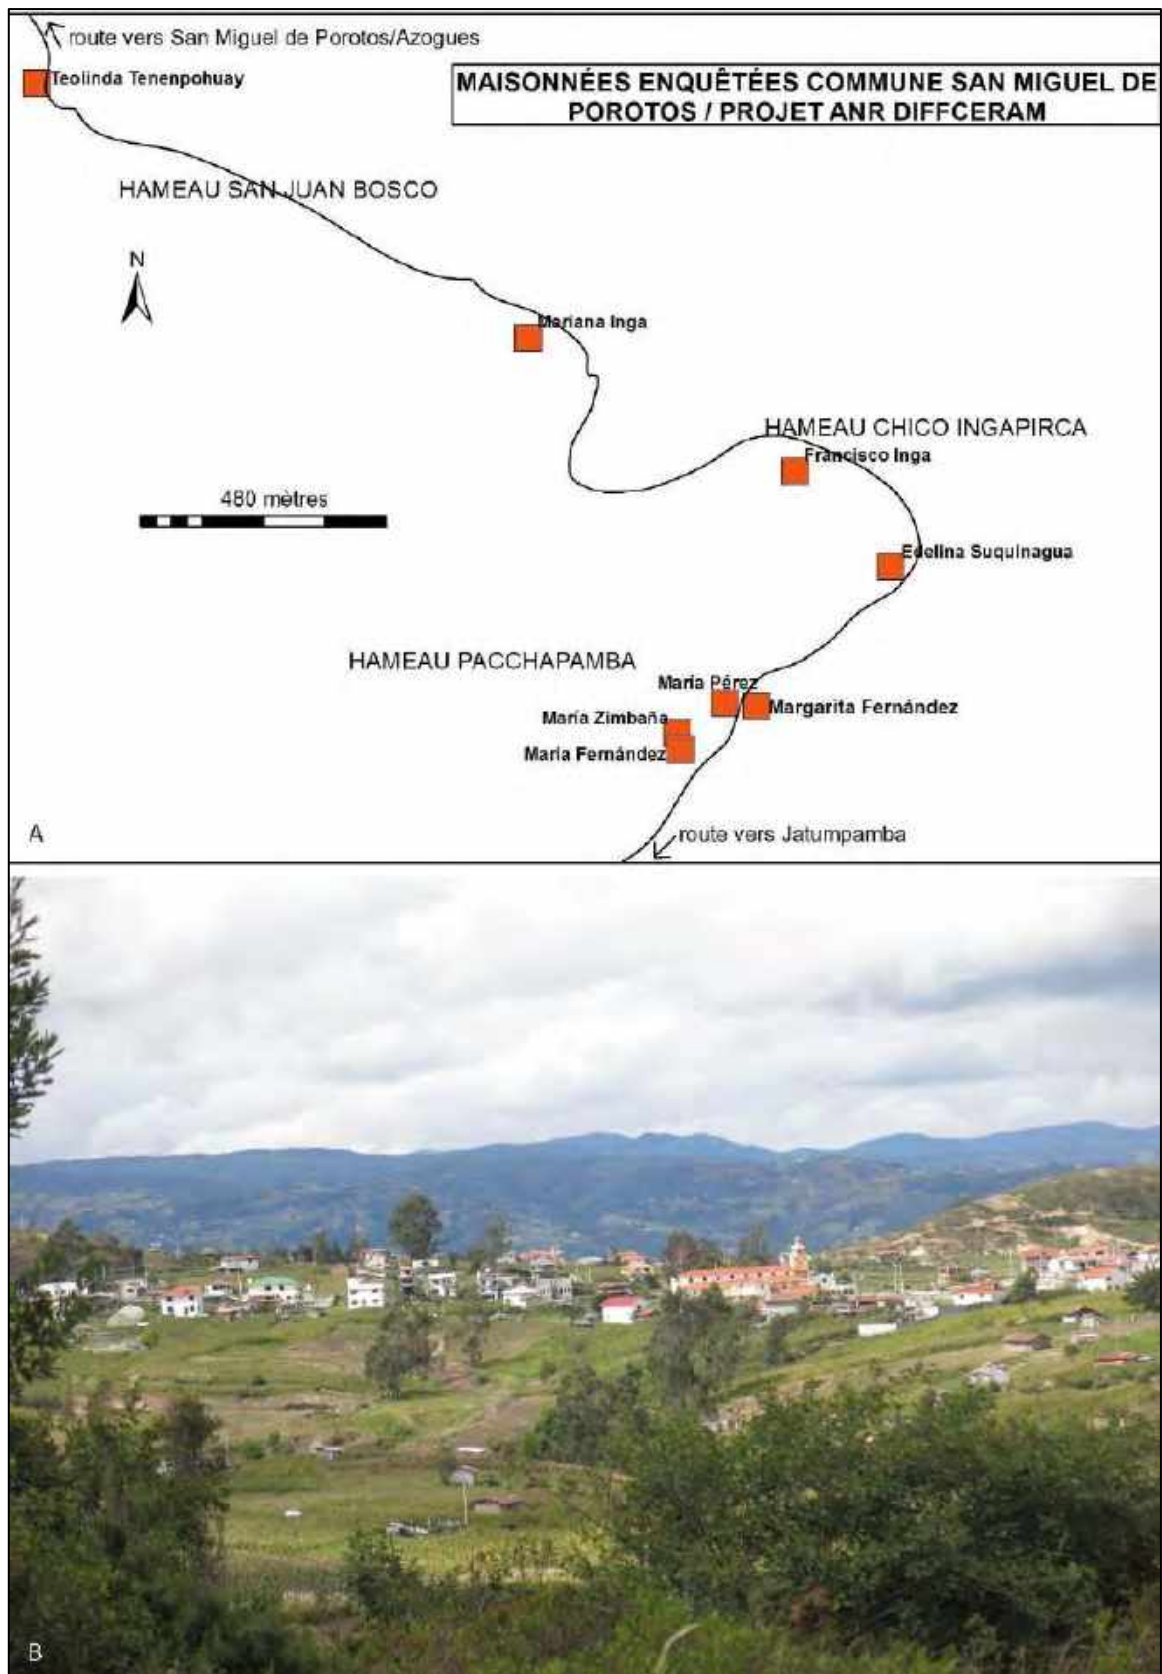 route vers San Miguel de Porotos/Azogues
Teolinda Tenenpohuay
MAISONNÉES ENQUÊTÉES COMMUNE SAN MIGUEL DE
POROTOS / PROJET ANR DIFFCERAM
HAMEAU SAN JUAN BOSCO
N
Mariana Inga
HAMEAU CHICO INGAPIRCA
Francisco Inga
480 mètres
Edelina Suquinagua
HAMEAU PACCHAPAMBA
María Pérez
Margarita Fernández
María Zimbaña
María Fernández
route vers Jatumpamba
A
B